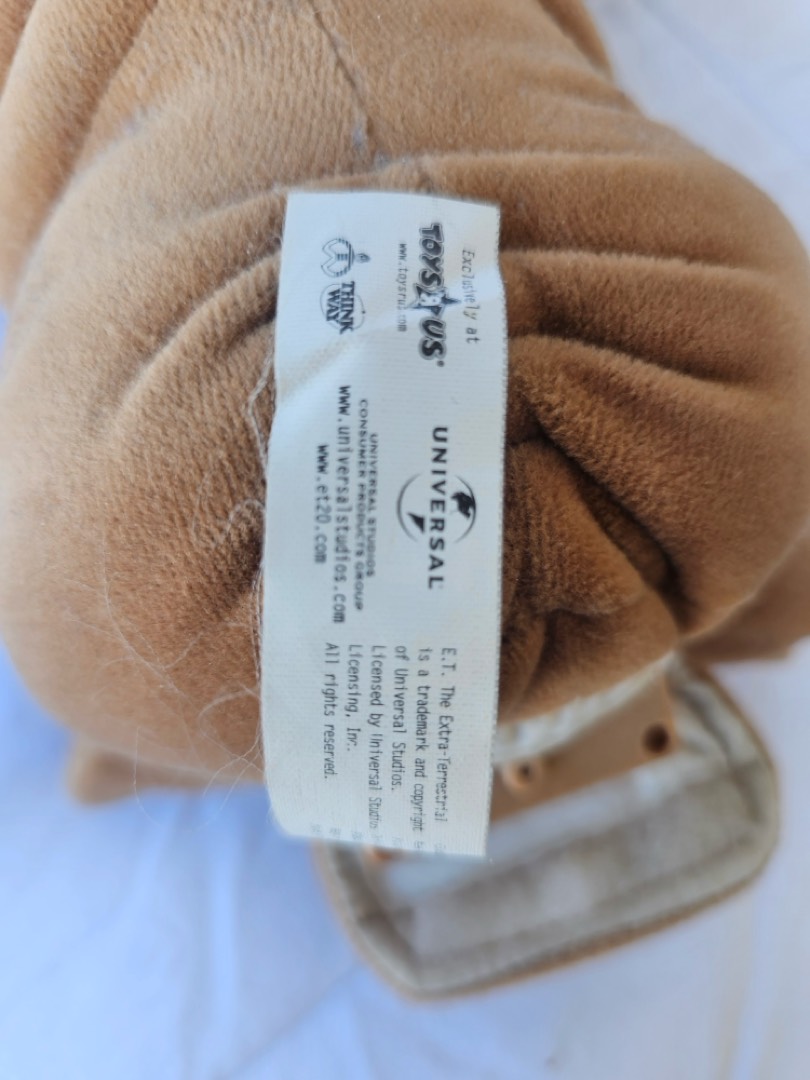 Exclusively at
TOYS R US
www.toysrus.com
THINK
WAY
UNIVERSAL
UNIVERSAL STUDIOS
CONSUMER PRODUCTS GROUP
www.universalstudios.com
www.et20.com
E.T. The Extra-Terrestrial
is a trademark and copyright
of Universal Studios.
Licensed by Universal Studios
Licensing, Inc.
All rights reserved.